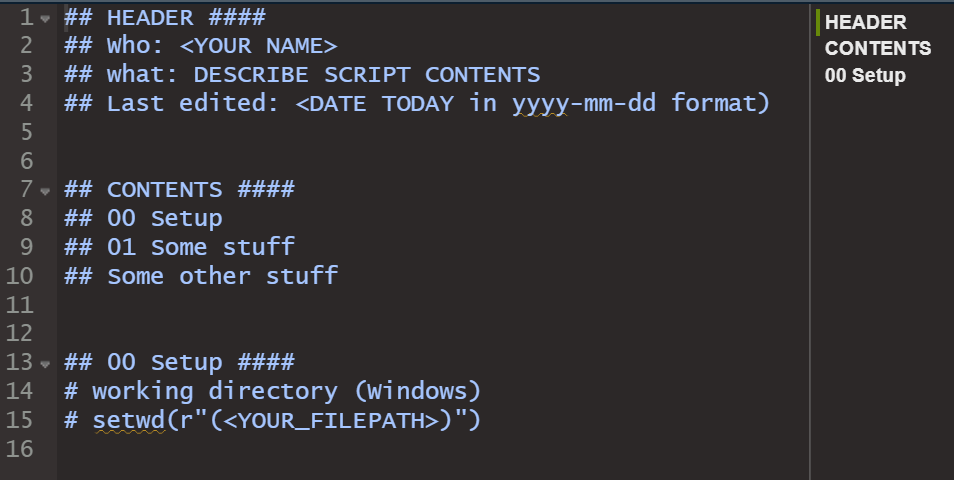 1 ## HEADER ####
2 ## Who: <YOUR NAME>
3 ## what: DESCRIBE SCRIPT CONTENTS
4 ## Last edited: <DATE TODAY in yyyy-mm-dd format)
5
6
7 ## CONTENTS ####
8 ## 00 Setup
9 ## 01 Some stuff
10 ## Some other stuff
11
12
13 ## 00 Setup ####
14 # working directory (Windows)
15 # setwd(r"(<YOUR_FILEPATH>)")
16
HEADER
CONTENTS
00 Setup